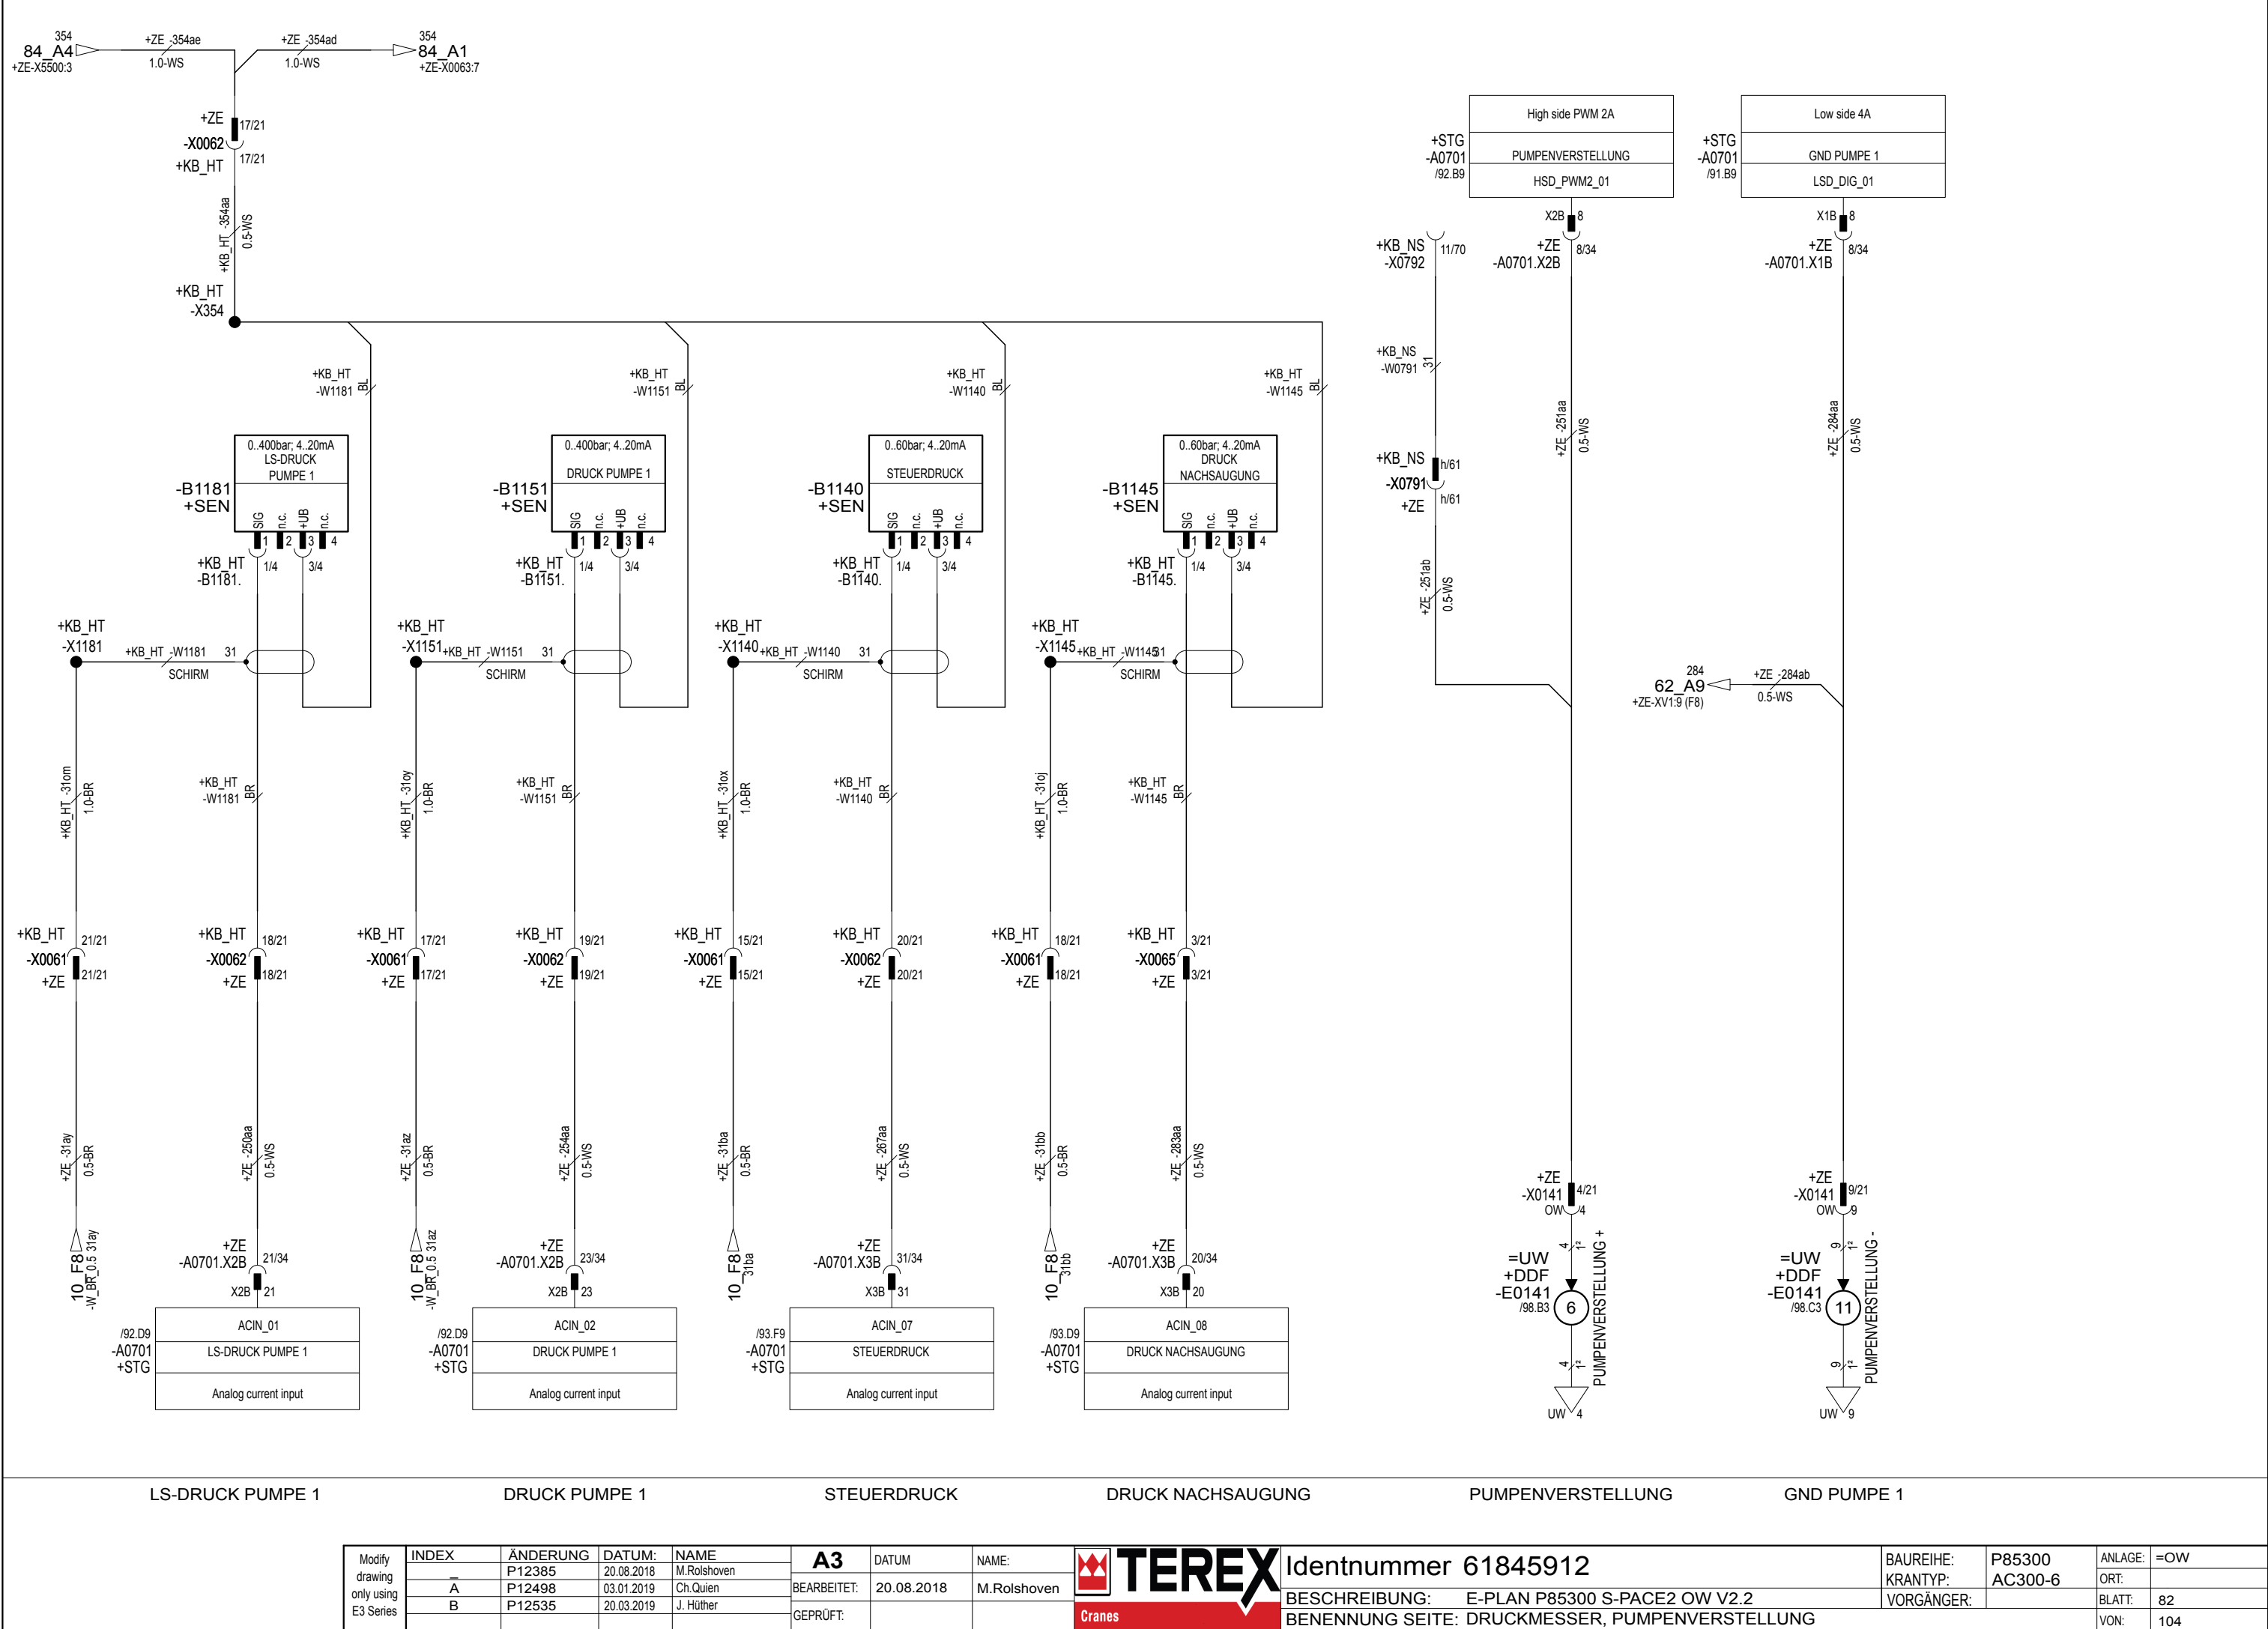 354
84_A4
+ZE-X5500:3
+ZE -354ae
1.0-WS
+ZE -354ad
1.0-WS
354
84_A1
+ZE-X0063:7
+ZE
-X0062
+KB_HT
17/21
17/21
+KB_HT -354aa
0.5-WS
+KB_HT
-X354
+KB_HT
-W1181
BL
+KB_HT
-W1151
BL
+KB_HT
-W1140
BL
+KB_HT
-W1145
BL
0..400bar; 4..20mA
LS-DRUCK
PUMPE 1
-B1181
+SEN
SIG
n.c.
+UB
n.c.
1 2 3 4
+KB_HT
-B1181.
1/4
3/4
0..400bar; 4..20mA
DRUCK PUMPE 1
-B1151
+SEN
SIG
n.c.
+UB
n.c.
1 2 3 4
+KB_HT
-B1151.
1/4
3/4
0..60bar; 4..20mA
STEUERDRUCK
-B1140
+SEN
SIG
n.c.
+UB
n.c.
1 2 3 4
+KB_HT
-B1140.
1/4
3/4
0..60bar; 4..20mA
DRUCK
NACHSAUGUNG
-B1145
+SEN
SIG
n.c.
+UB
n.c.
1 2 3 4
+KB_HT
-B1145.
1/4
3/4
+KB_HT
-X1181
+KB_HT -W1181 31
SCHIRM
+KB_HT
-X1151
+KB_HT -W1151 31
SCHIRM
+KB_HT
-X1140
+KB_HT -W1140 31
SCHIRM
+KB_HT
-X1145
+KB_HT -W1145 31
SCHIRM
+KB_HT -31om
1.0-BR
+KB_HT
-W1181
BR
+KB_HT -31oy
1.0-BR
+KB_HT
-W1151
BR
+KB_HT -31ox
1.0-BR
+KB_HT
-W1140
BR
+KB_HT -31oj
1.0-BR
+KB_HT
-W1145
BR
+KB_HT
-X0061
+ZE
21/21
21/21
+KB_HT
-X0062
+ZE
18/21
18/21
+KB_HT
-X0061
+ZE
17/21
17/21
+KB_HT
-X0062
+ZE
19/21
19/21
+KB_HT
-X0061
+ZE
15/21
15/21
+KB_HT
-X0062
+ZE
20/21
20/21
+KB_HT
-X0061
+ZE
18/21
18/21
+KB_HT
-X0065
+ZE
3/21
3/21
+ZE -31ay
0.5-BR
+ZE -250aa
0.5-WS
+ZE -31az
0.5-BR
+ZE -254aa
0.5-WS
+ZE -31ba
0.5-BR
+ZE -267aa
0.5-WS
+ZE -31bb
0.5-BR
+ZE -283aa
0.5-WS
10_F8
-W_BR_0.5 31ay
+ZE
-A0701.X2B
21/34
X2B 21
10_F8
-W_BR_0.5 31az
+ZE
-A0701.X2B
23/34
X2B 23
10_F8
31ba
+ZE
-A0701.X3B
31/34
X3B 31
10_F8
31bb
+ZE
-A0701.X3B
20/34
X3B 20
/92.D9
-A0701
+STG
ACIN_01
LS-DRUCK PUMPE 1
Analog current input
/92.D9
-A0701
+STG
ACIN_02
DRUCK PUMPE 1
Analog current input
/93.F9
-A0701
+STG
ACIN_07
STEUERDRUCK
Analog current input
/93.D9
-A0701
+STG
ACIN_08
DRUCK NACHSAUGUNG
Analog current input
+STG
-A0701
/92.B9
High side PWM 2A
PUMPENVERSTELLUNG
HSD_PWM2_01
X2B 8
+ZE
-A0701.X2B
8/34
+STG
-A0701
/91.B9
Low side 4A
GND PUMPE 1
LSD_DIG_01
X1B 8
+ZE
-A0701.X1B
8/34
+KB_NS
-X0792
11/70
+KB_NS
-W0791
31
+KB_NS
-X0791
+ZE
h/61
h/61
+ZE -251ab
0.5-WS
+ZE -251aa
0.5-WS
+ZE -284aa
0.5-WS
284
62_A9
+ZE-XV1:9 (F8)
+ZE -284ab
0.5-WS
+ZE
-X0141
4/21
OW 4
4
1²
=UW
+DDF
-E0141
/98.B3
6
4
1²
UW 4
PUMPENVERSTELLUNG +
+ZE
-X0141
9/21
OW 9
9
1²
=UW
+DDF
-E0141
/98.C3
11
9
1²
UW 9
PUMPENVERSTELLUNG -
LS-DRUCK PUMPE 1
DRUCK PUMPE 1
STEUERDRUCK
DRUCK NACHSAUGUNG
PUMPENVERSTELLUNG
GND PUMPE 1
Modify
drawing
only using
E3 Series
INDEX ÄNDERUNG DATUM: NAME
_ P12385 20.08.2018 M.Rolshoven
A P12498 03.01.2019 Ch.Quien
B P12535 20.03.2019 J. Hüther
A3 DATUM NAME:
BEARBEITET: 20.08.2018 M.Rolshoven
GEPRÜFT:
TEREX
Cranes
Identnummer 61845912
BESCHREIBUNG: E-PLAN P85300 S-PACE2 OW V2.2
BENENNUNG SEITE: DRUCKMESSER, PUMPENVERSTELLUNG
BAUREIHE: P85300
KRANTYP: AC300-6
VORGÄNGER:
ANLAGE: =OW
ORT:
BLATT: 82
VON: 104